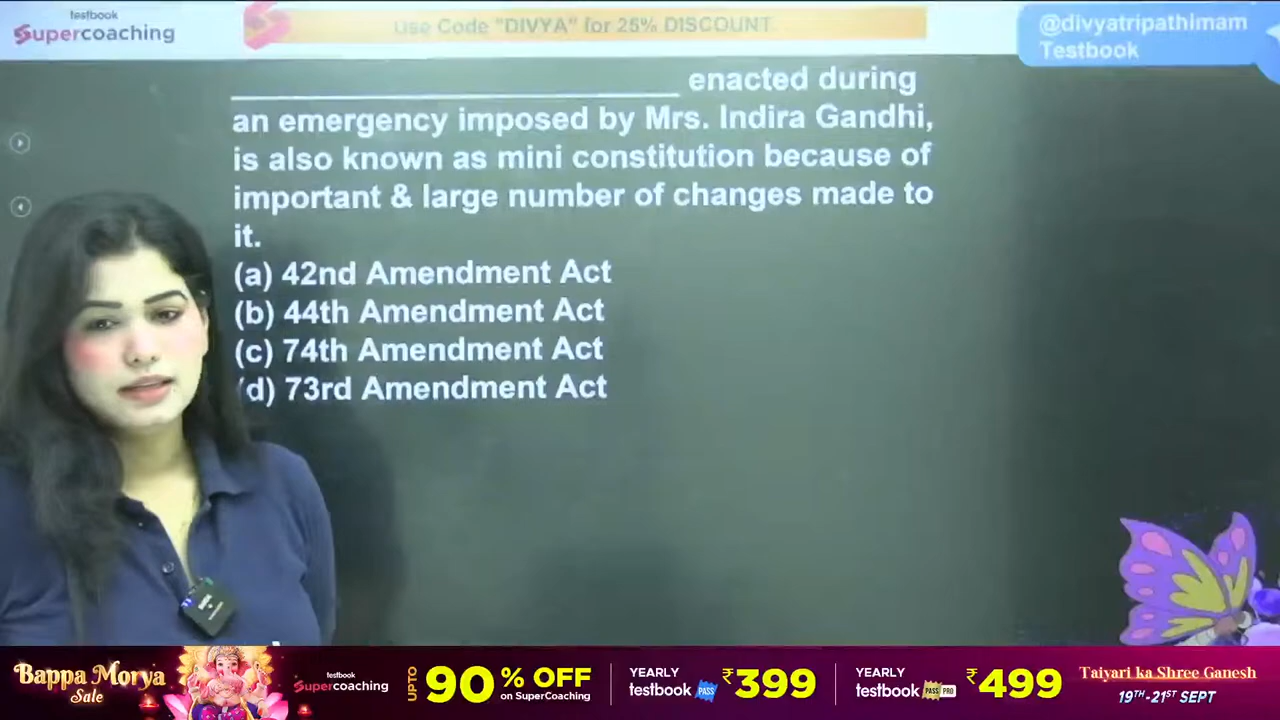 testbook
Supercoaching
Use Code "DIVYA" for 25% DISCOUNT.
@divyatripathimam
Testbook
enacted during
an emergency imposed by Mrs. Indira Gandhi,
is also known as mini constitution because of
important & large number of changes made to
it.
(a) 42nd Amendment Act
(b) 44th Amendment Act
(c) 74th Amendment Act
(d) 73rd Amendment Act
Bappa Morya
Sale
testbook
Supercoaching
UPTO 90% OFF
on SuperCoaching
YEARLY
testbook PASS
₹399
YEARLY
testbook PASS PRO
₹499
Taiyari ka Shree Ganesh
19TH-21ST SEPT